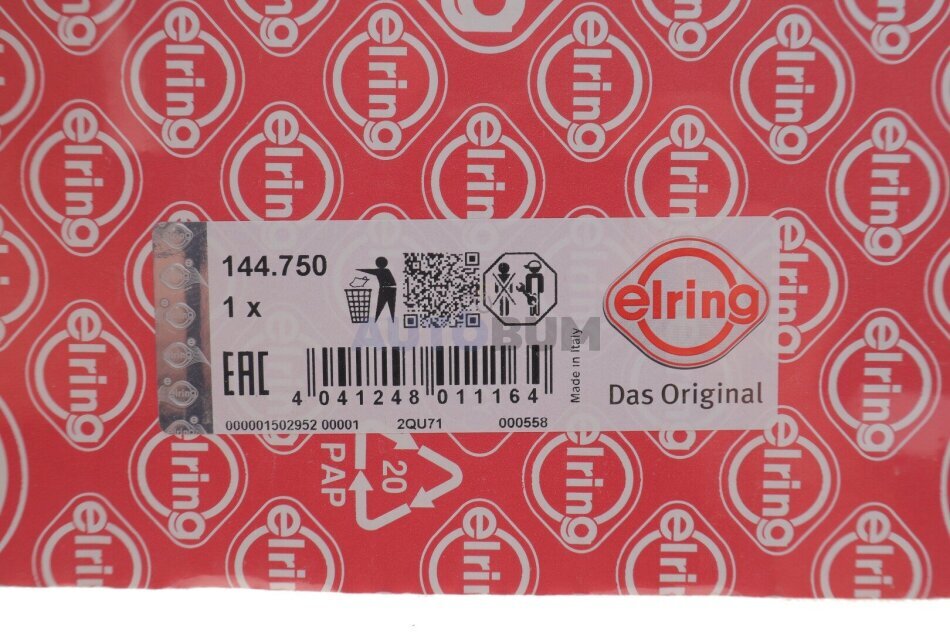 144.750
1 x
EAC
4 041248 011164
000001502952 00001 2QU71 000558
Made in Italy
elring
Das Original
AUTOBUM
20
PAP